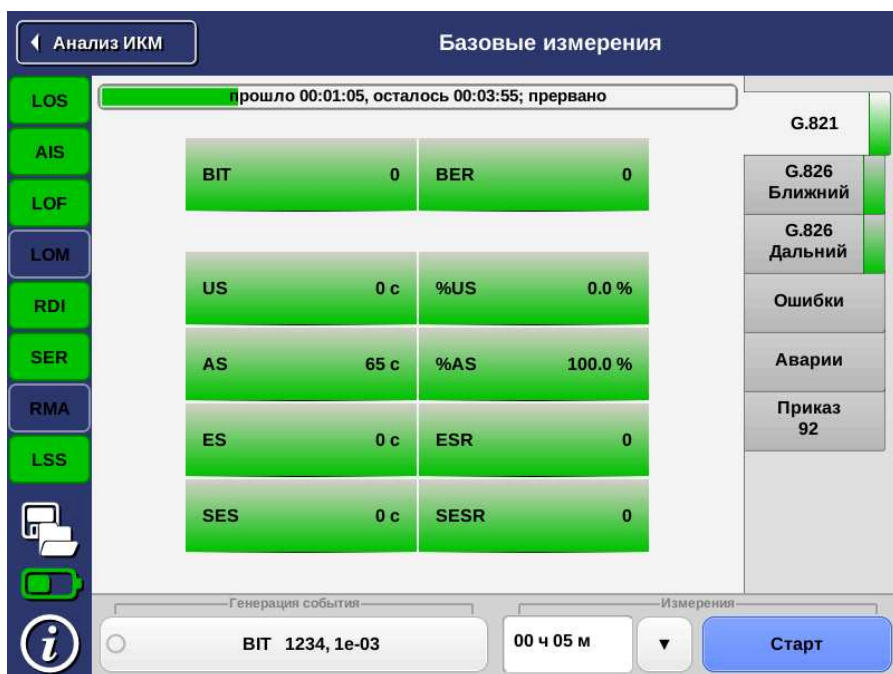 Анализ ИКМ
Базовые измерения
LOS
AIS
LOF
LOM
RDI
SER
RMA
LSS
прошло 00:01:05, осталось 00:03:55; прервано
BIT 0 BER 0
US 0 с %US 0.0 %
AS 65 с %AS 100.0 %
ES 0 с ESR 0
SES 0 с SESR 0
G.821
G.826
Ближний
G.826
Дальний
Ошибки
Аварии
Приказ
92
Генерация события
BIT 1234, 1e-03
Измерения
00 ч 05 м
Старт
i